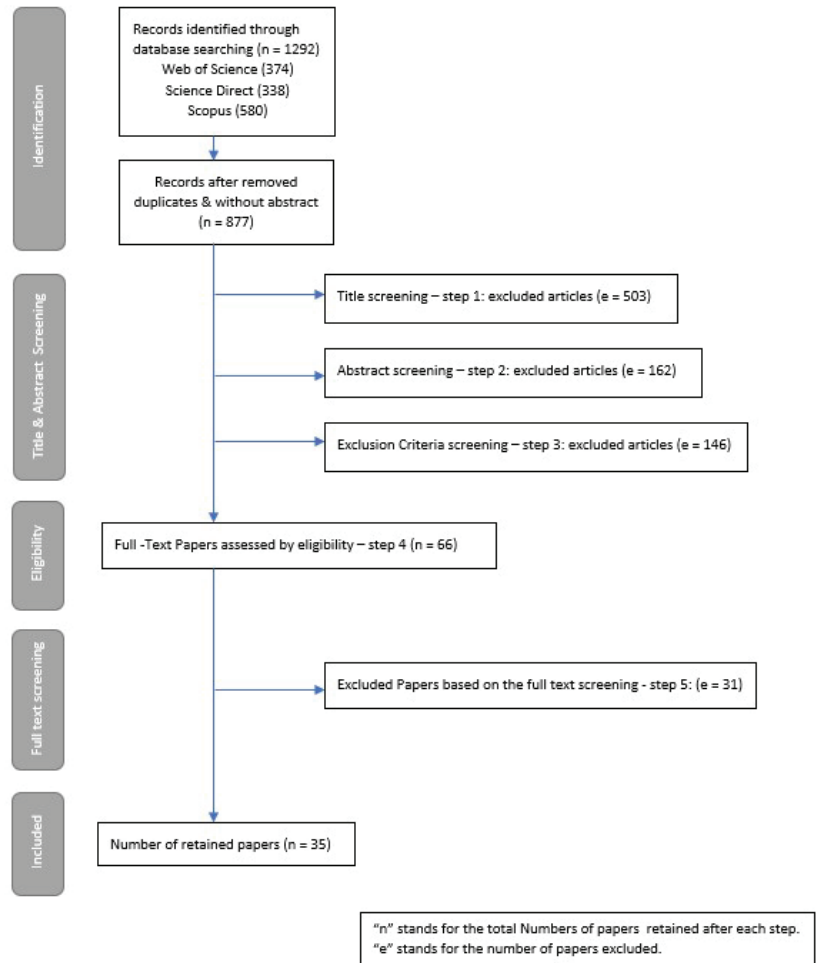 Identification
Records identified through
database searching (n = 1292)
Web of Science (374)
Science Direct (338)
Scopus (580)
Records after removed
duplicates & without abstract
(n = 877)
Title & Abstract Screening
Title screening – step 1: excluded articles (e = 503)
Abstract screening – step 2: excluded articles (e = 162)
Exclusion Criteria screening – step 3: excluded articles (e = 146)
Eligibility
Full -Text Papers assessed by eligibility – step 4 (n = 66)
Full text screening
Excluded Papers based on the full text screening - step 5: (e = 31)
Included
Number of retained papers (n = 35)
“n” stands for the total Numbers of papers retained after each step.
“e” stands for the number of papers excluded.